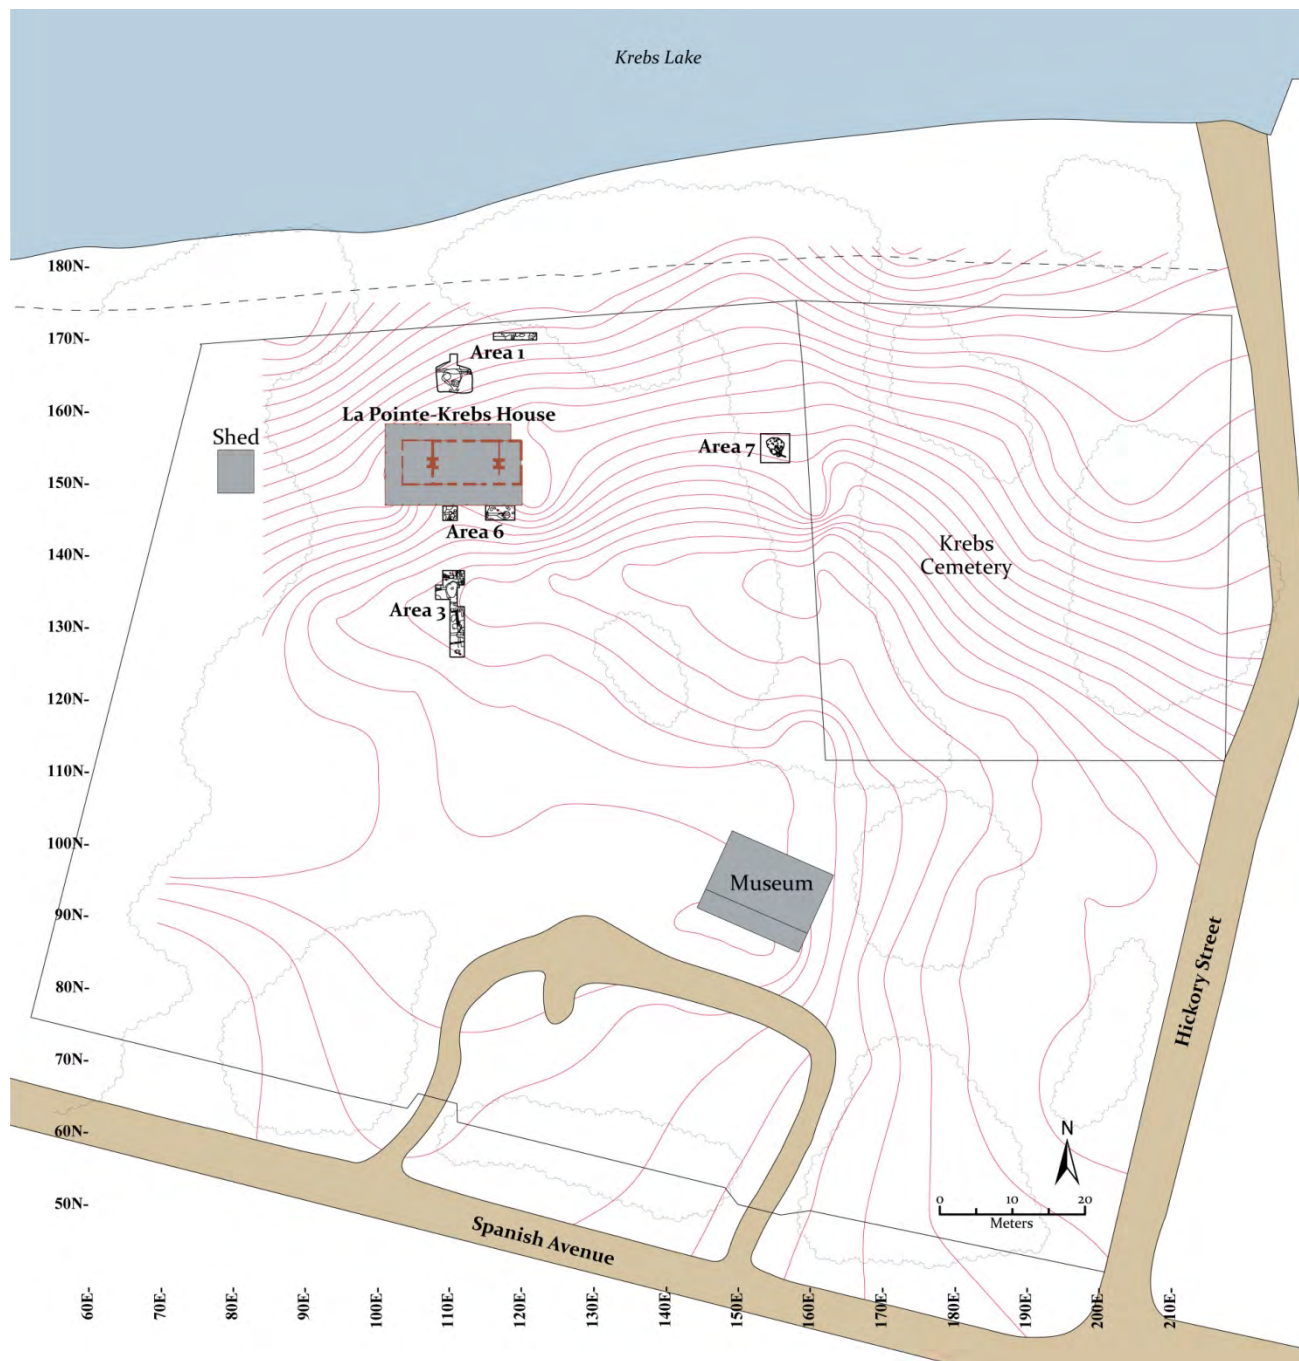 Krebs Lake
180N-
170N-
Area 1
160N-
La Pointe-Krebs House
Shed
Area 7
150N-
Area 6
140N-
Krebs
Cemetery
Area 3
130N-
120N-
110N-
100N-
Museum
90N-
Hickory Street
80N-
70N-
60N-
N
50N-
0 10 20
Meters
Spanish Avenue
60E- 70E- 80E- 90E- 100E- 110E- 120E- 130E- 140E- 150E- 160E- 170E- 180E- 190E- 200E- 210E-